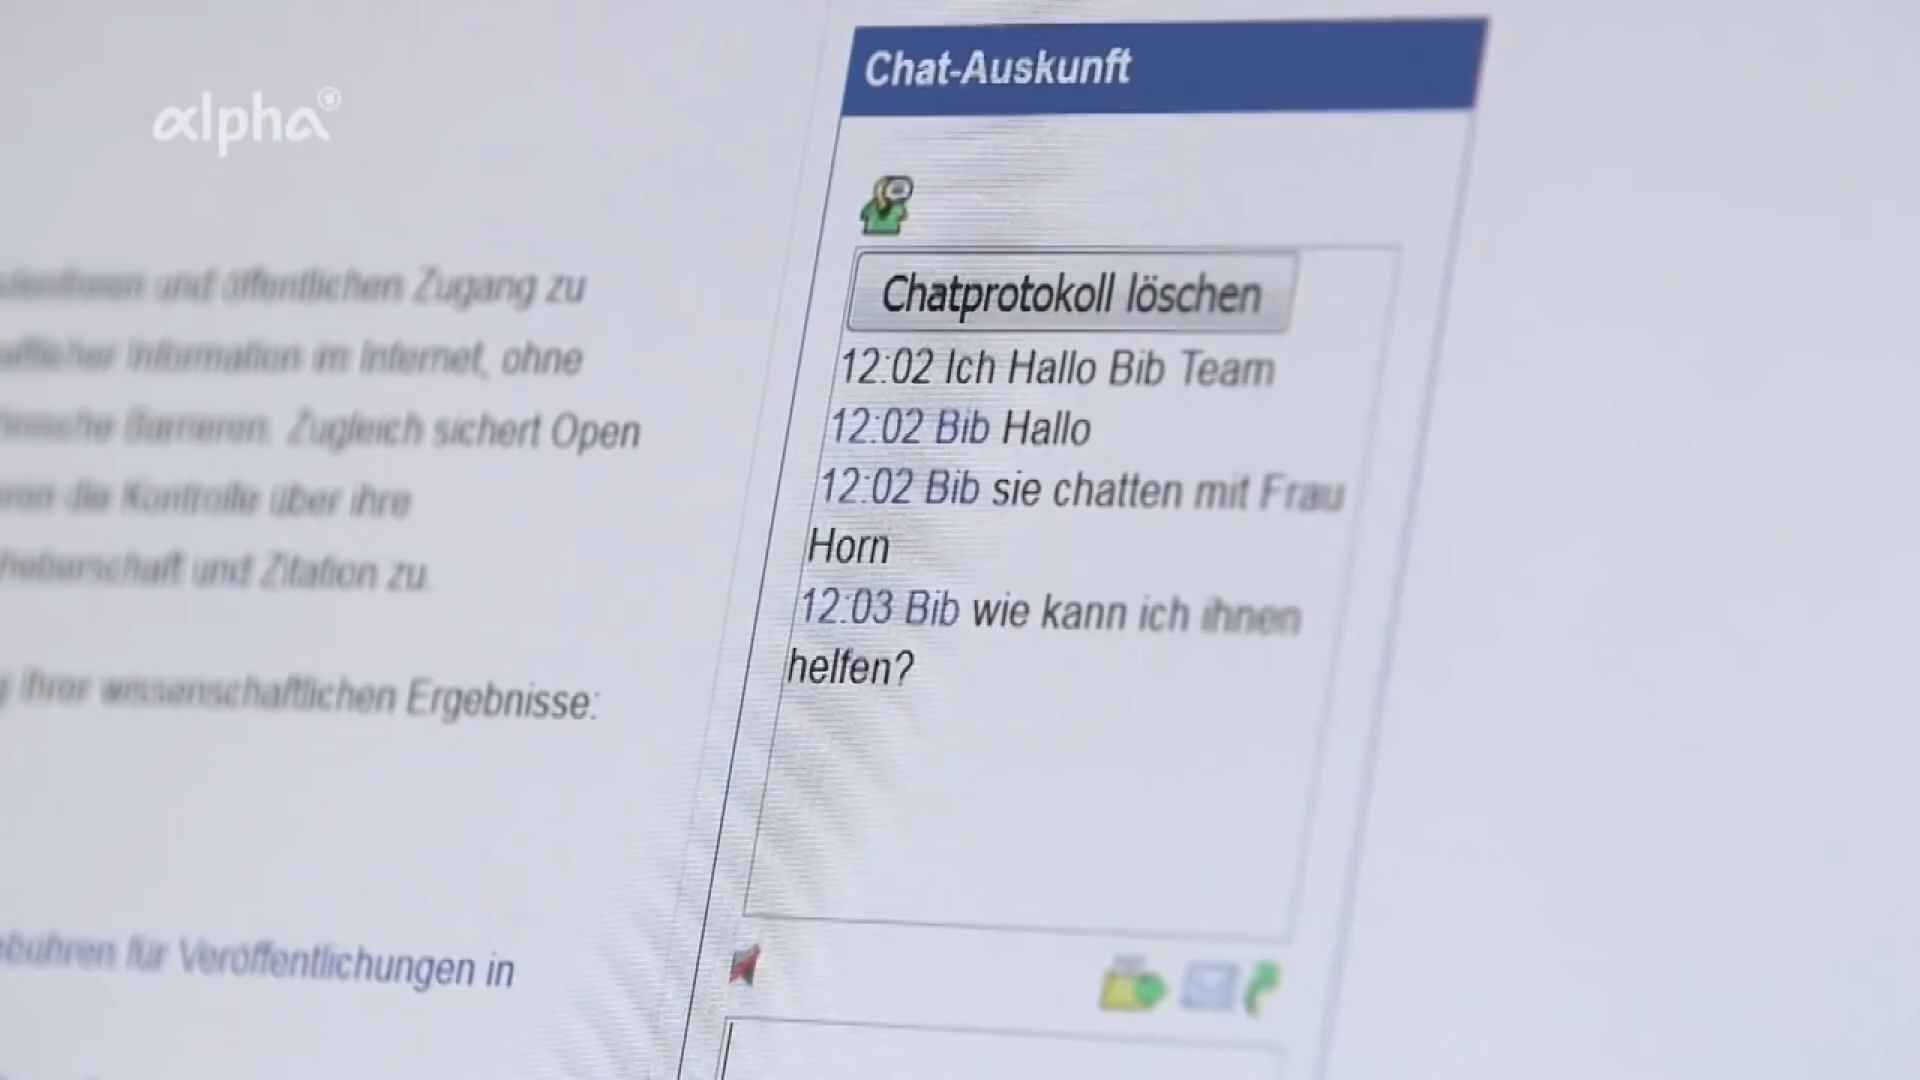 alpha
Chat-Auskunft
Chatprotokoll löschen
12:02 Ich Hallo Bib Team
12:02 Bib Hallo
12:02 Bib sie chatten mit Frau
Horn
12:03 Bib wie kann ich ihnen
helfen?
und öffentlichen Zugang zu
Information im Internet, ohne
Barrieren. Zugleich sichert Open
die Kontrolle über ihre
und Zitation zu.
Ihrer wissenschaftlichen Ergebnisse:
für Veröffentlichungen in